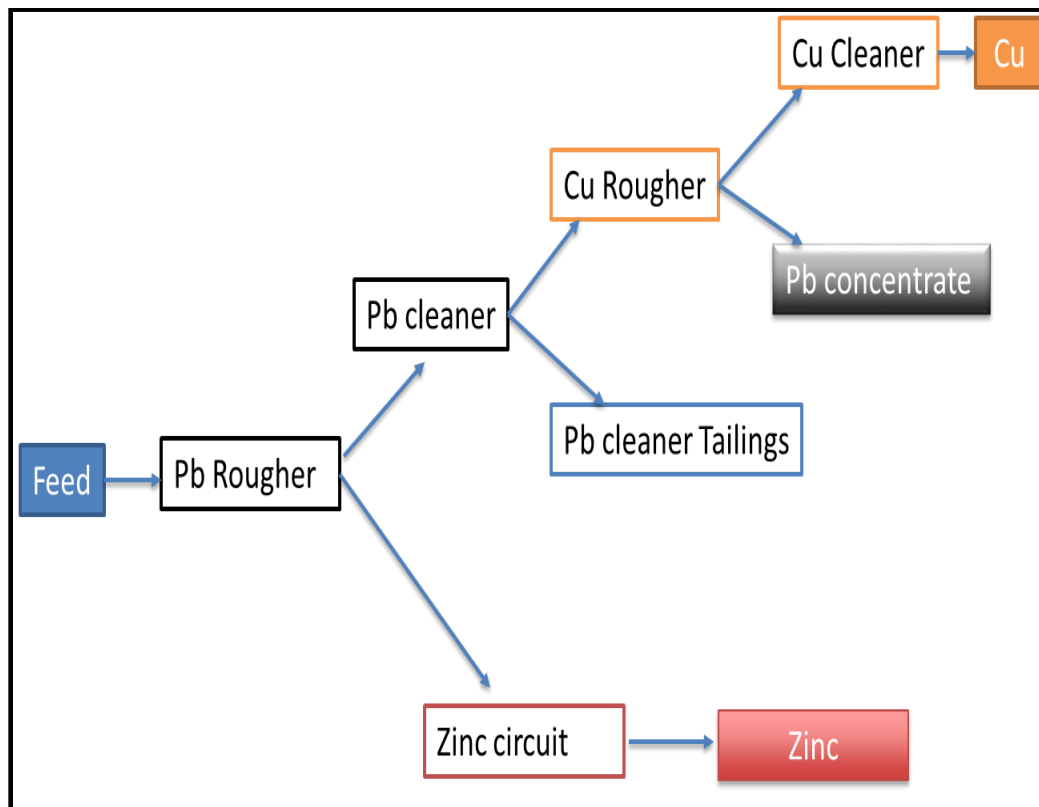 Cu Cleaner
Cu
Cu Rougher
Pb concentrate
Pb cleaner
Pb cleaner Tailings
Feed
Pb Rougher
Zinc circuit
Zinc